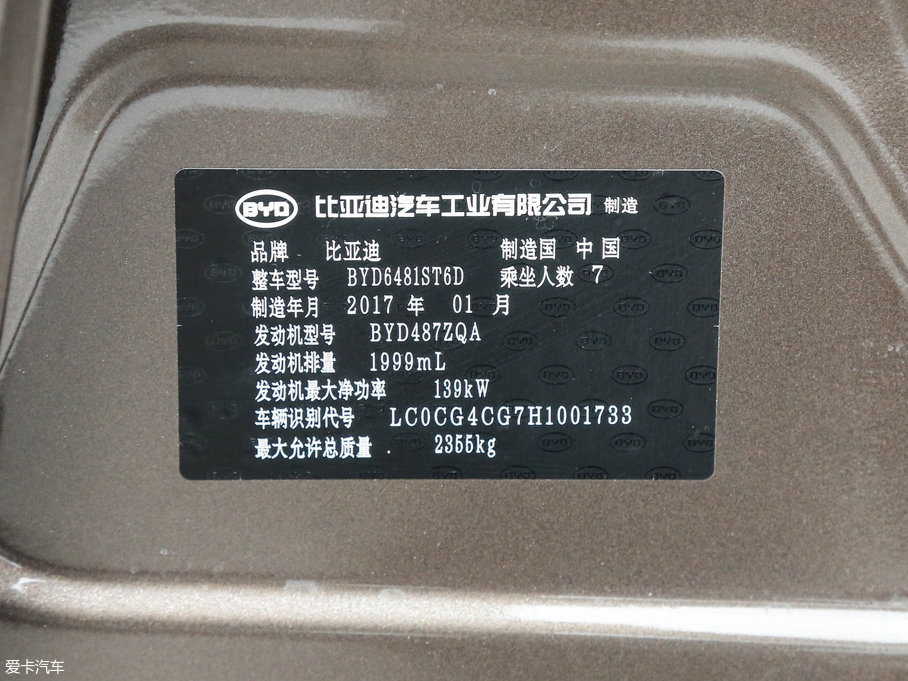 BYD 比亚迪汽车工业有限公司 制造
品牌 比亚迪 制造国 中国
整车型号 BYD6481ST6D 乘坐人数 7
制造年月 2017 年 01 月
发动机型号 BYD487ZQA
发动机排量 1999mL
发动机最大净功率 139kW
车辆识别代号 LC0CG4CG7H1001733
最大允许总质量 2355kg
爱卡汽车